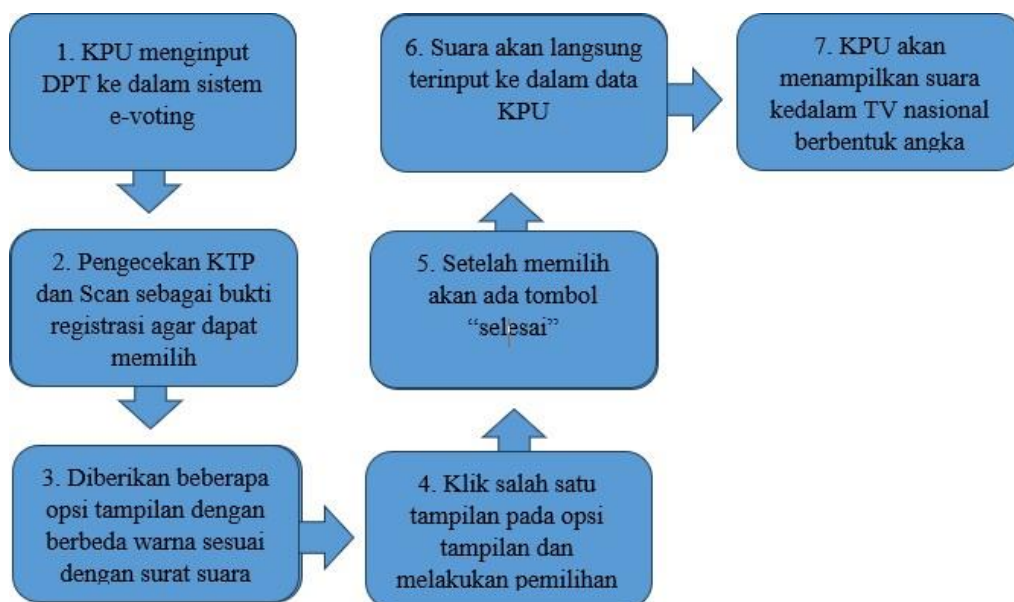 1. KPU menginput
DPT ke dalam sistem
e-voting
2. Pengecekan KTP
dan Scan sebagai bukti
registrasi agar dapat
memilih
3. Diberikan beberapa
opsi tampilan dengan
berbeda warna sesuai
dengan surat suara
4. Klik salah satu
tampilan pada opsi
tampilan dan
melakukan pemilihan
5. Setelah memilih
akan ada tombol
“selesai”
6. Suara akan langsung
terinput ke dalam data
KPU
7. KPU akan
menampilkan suara
kedalam TV nasional
berbentuk angka